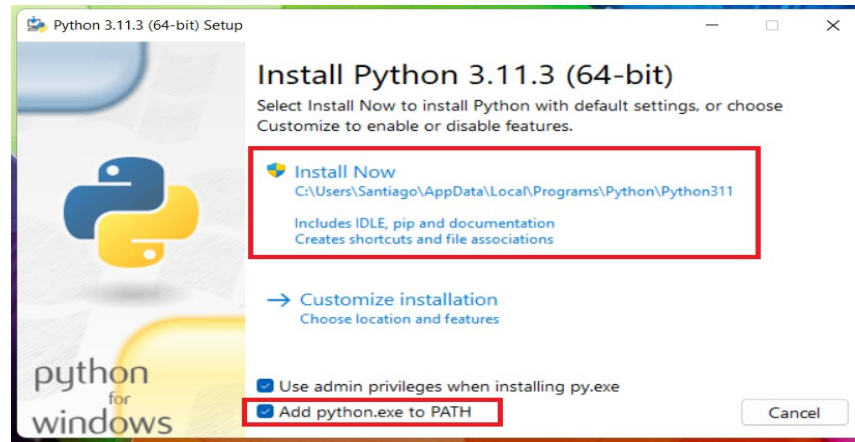 Python 3.11.3 (64-bit) Setup
Install Python 3.11.3 (64-bit)
Select Install Now to install Python with default settings, or choose
Customize to enable or disable features.
Install Now
C:\Users\Santiago\AppData\Local\Programs\Python\Python311
Includes IDLE, pip and documentation
Creates shortcuts and file associations
Customize installation
Choose location and features
python
for
windows
Use admin privileges when installing py.exe
Add python.exe to PATH
Cancel